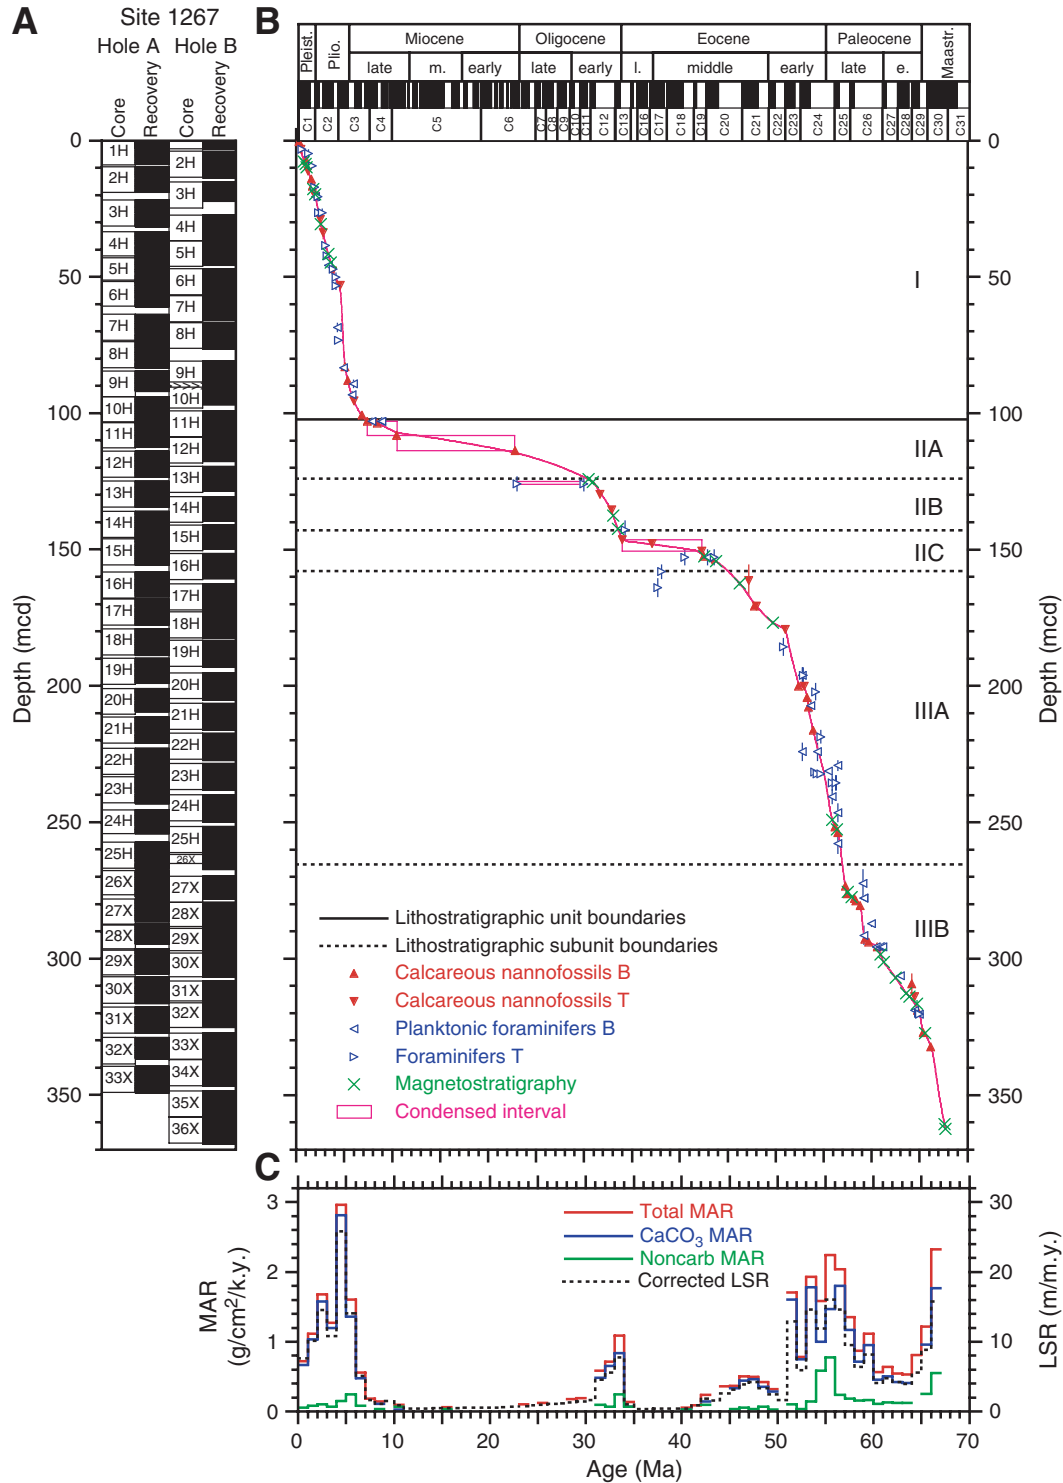 A
Site 1267
Hole A Hole B
Core
Recovery
Core
Recovery
1H
2H
3H
4H
5H
6H
7H
8H
9H
10H
11H
12H
13H
14H
15H
16H
17H
18H
19H
20H
21H
22H
23H
24H
25H
26X
27X
28X
29X
30X
31X
32X
33X
2H
3H
4H
5H
6H
7H
8H
9H
10H
11H
12H
13H
14H
15H
16H
17H
18H
19H
20H
21H
22H
23H
24H
25H
26X
27X
28X
29X
30X
31X
32X
33X
34X
35X
36X
0
50
100
150
200
250
300
350
Depth (mcd)
B
Pleist.
Plio.
Miocene
Oligocene
Eocene
Paleocene
Maastr.
late
m.
early
late
early
l.
middle
early
late
e.
C1
C2
C3
C4
C5
C6
C7
C8
C9
C10
C11
C12
C13
C16
C17
C18
C19
C20
C21
C22
C23
C24
C25
C26
C27
C28
C29
C30
C31
I
IIA
IIB
IIC
IIIA
IIIB
Lithostratigraphic unit boundaries
Lithostratigraphic subunit boundaries
Calcareous nannofossils B
Calcareous nannofossils T
Planktonic foraminifers B
Foraminifers T
Magnetostratigraphy
Condensed interval
0
50
100
150
200
250
300
350
Depth (mcd)
C
3
2
1
0
MAR
(g/cm2/k.y.)
Total MAR
CaCO3 MAR
Noncarb MAR
Corrected LSR
30
20
10
0
LSR (m/m.y.)
0 10 20 30 40 50 60 70
Age (Ma)